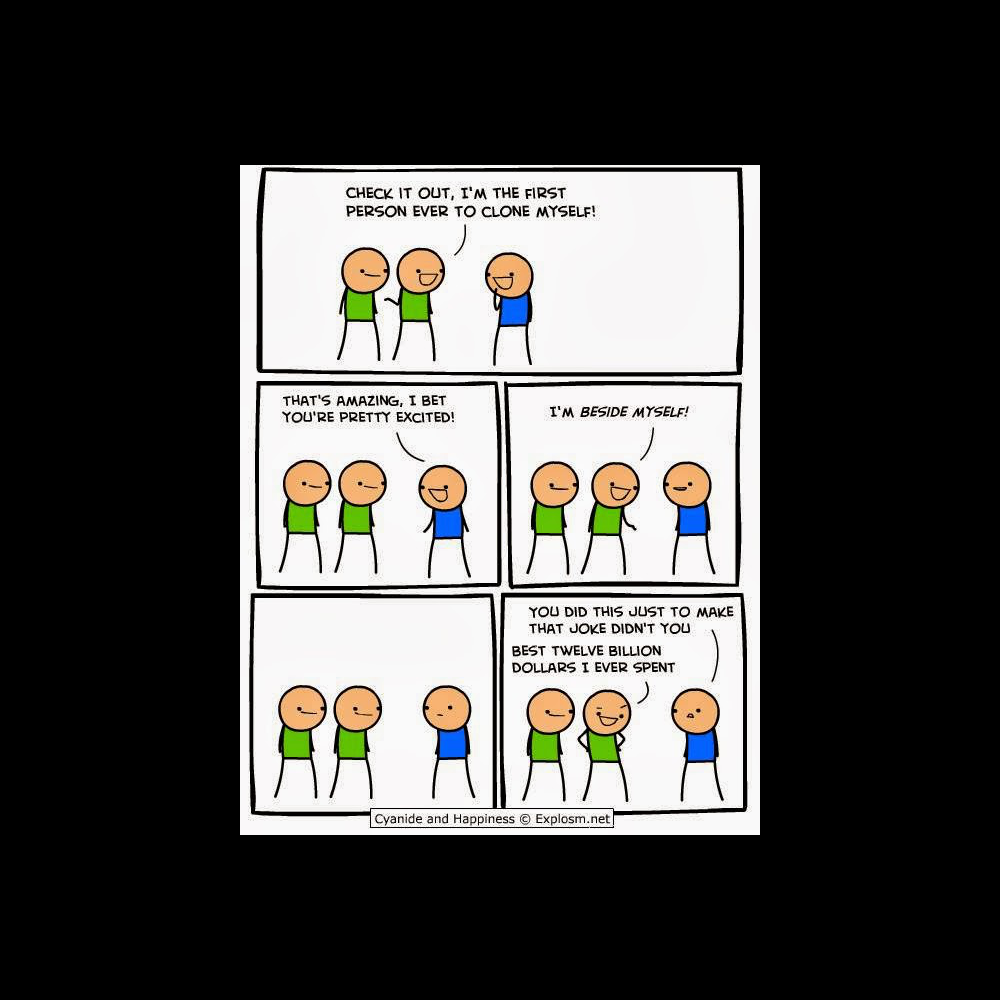 CHECK IT OUT, I'M THE FIRST
PERSON EVER TO CLONE MYSELF!
THAT'S AMAZING, I BET
YOU'RE PRETTY EXCITED!
I'M BESIDE MYSELF!
YOU DID THIS JUST TO MAKE
THAT JOKE DIDN'T YOU
BEST TWELVE BILLION
DOLLARS I EVER SPENT
Cyanide and Happiness © Explosm.net